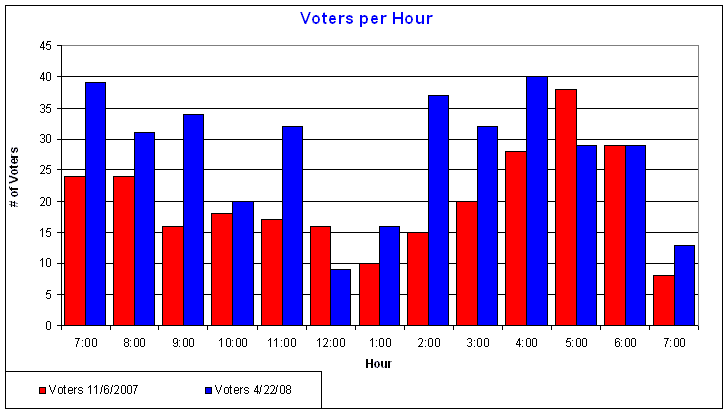 Voters per Hour
45
40
35
30
25
20
15
10
5
0
# of Voters
7:00 8:00 9:00 10:00 11:00 12:00 1:00 2:00 3:00 4:00 5:00 6:00 7:00
Hour
Voters 11/6/2007 Voters 4/22/08